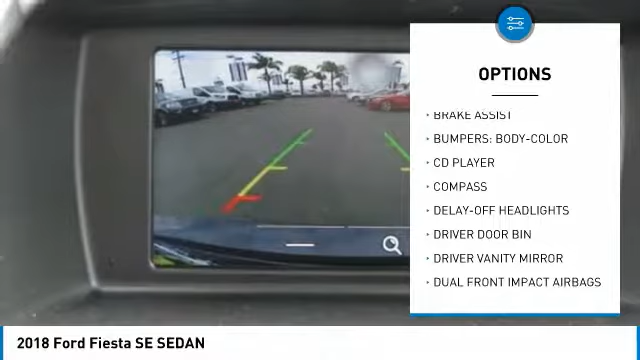 OPTIONS
BRAKE ASSIST
BUMPERS: BODY-COLOR
CD PLAYER
COMPASS
DELAY-OFF HEADLIGHTS
DRIVER DOOR BIN
DRIVER VANITY MIRROR
DUAL FRONT IMPACT AIRBAGS
2018 Ford Fiesta SE SEDAN